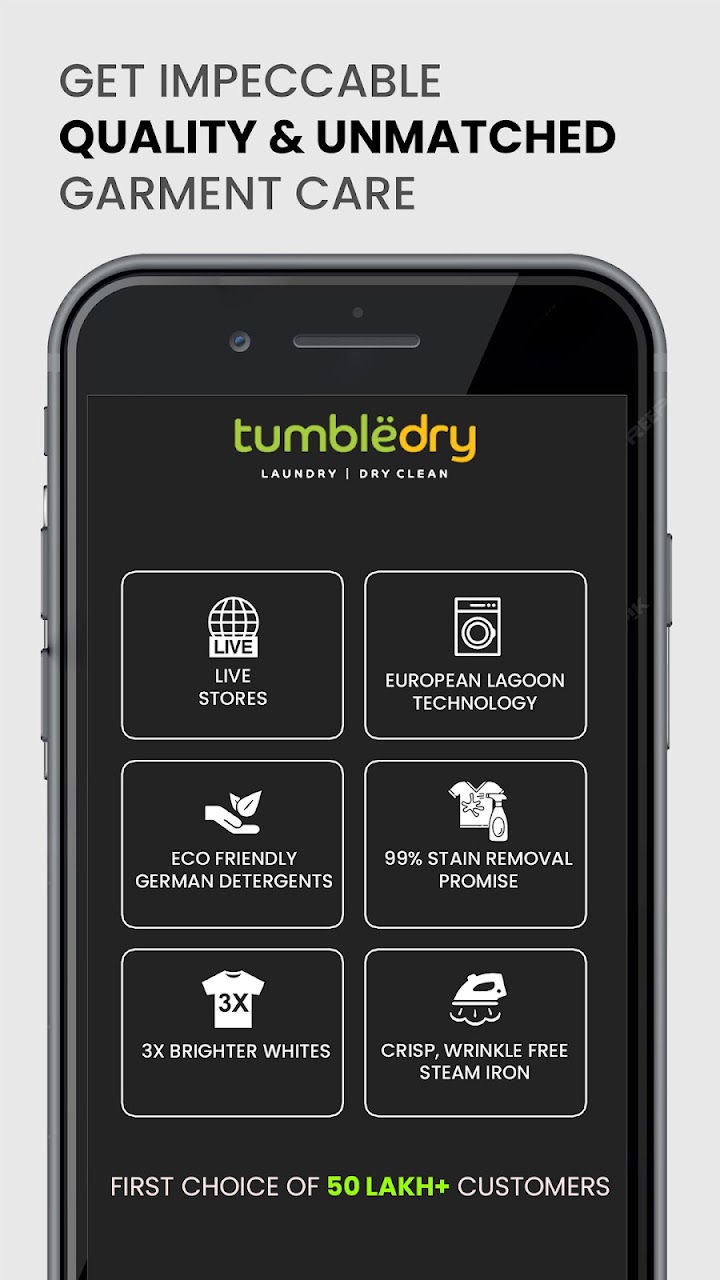 GET IMPECCABLE
QUALITY & UNMATCHED
GARMENT CARE
tumblëdry
LAUNDRY | DRY CLEAN
LIVE
LIVE
STORES
EUROPEAN LAGOON
TECHNOLOGY
ECO FRIENDLY
GERMAN DETERGENTS
99% STAIN REMOVAL
PROMISE
3X
3X BRIGHTER WHITES
CRISP, WRINKLE FREE
STEAM IRON
FIRST CHOICE OF 50 LAKH+ CUSTOMERS